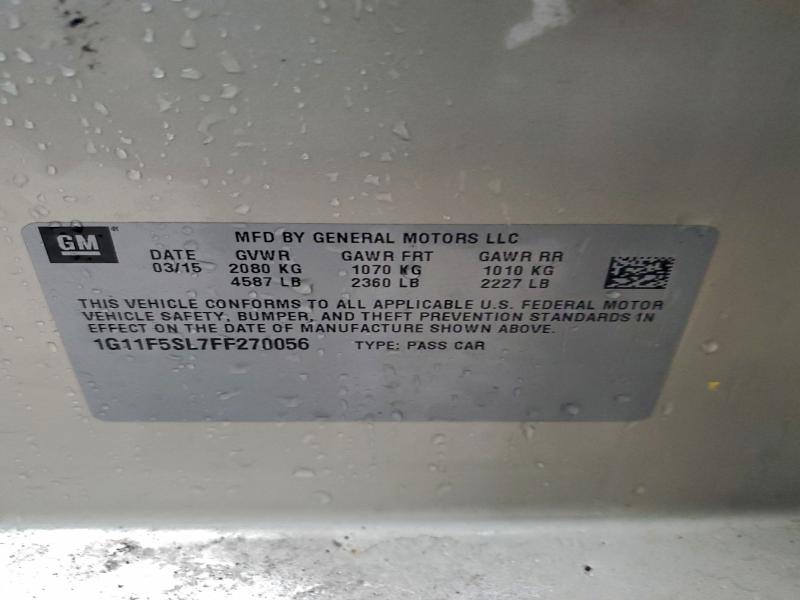 GM
MFD BY GENERAL MOTORS LLC
DATE GVWR GAWR FRT GAWR RR
03/15 2080 KG 1070 KG 1010 KG
4587 LB 2360 LB 2227 LB
THIS VEHICLE CONFORMS TO ALL APPLICABLE U.S. FEDERAL MOTOR
VEHICLE SAFETY, BUMPER, AND THEFT PREVENTION STANDARDS IN
EFFECT ON THE DATE OF MANUFACTURE SHOWN ABOVE.
1G11F5SL7FF270056 TYPE: PASS CAR